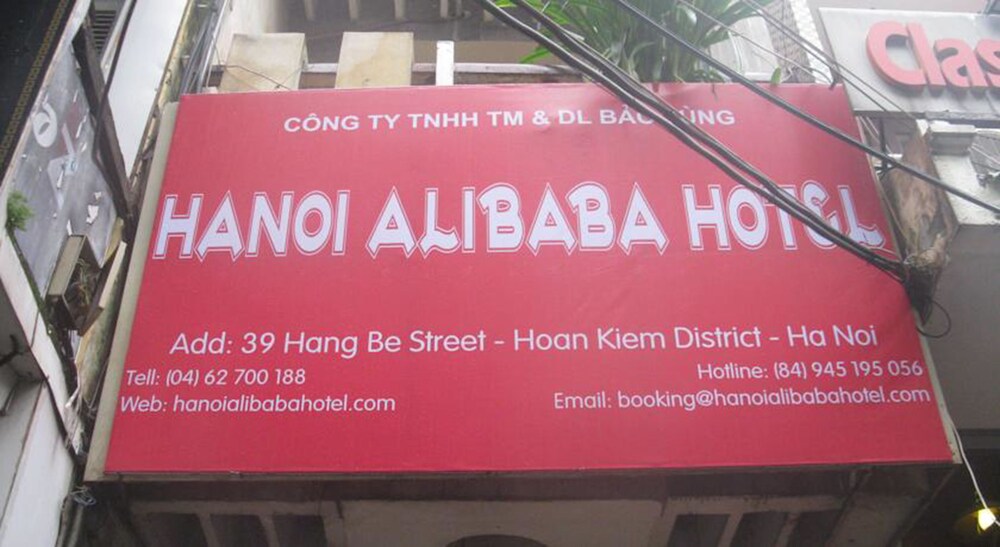 CÔNG TY TNHH TM & DL BẢO
HANOI ALIBABA HOTEL
Add: 39 Hang Be Street - Hoan Kiem District - Ha Noi
Tell: (04) 62 700 188
Hotline: (84) 945 195 056
Web: hanoialibabahotel.com
Email: booking@hanoialibabahotel.com